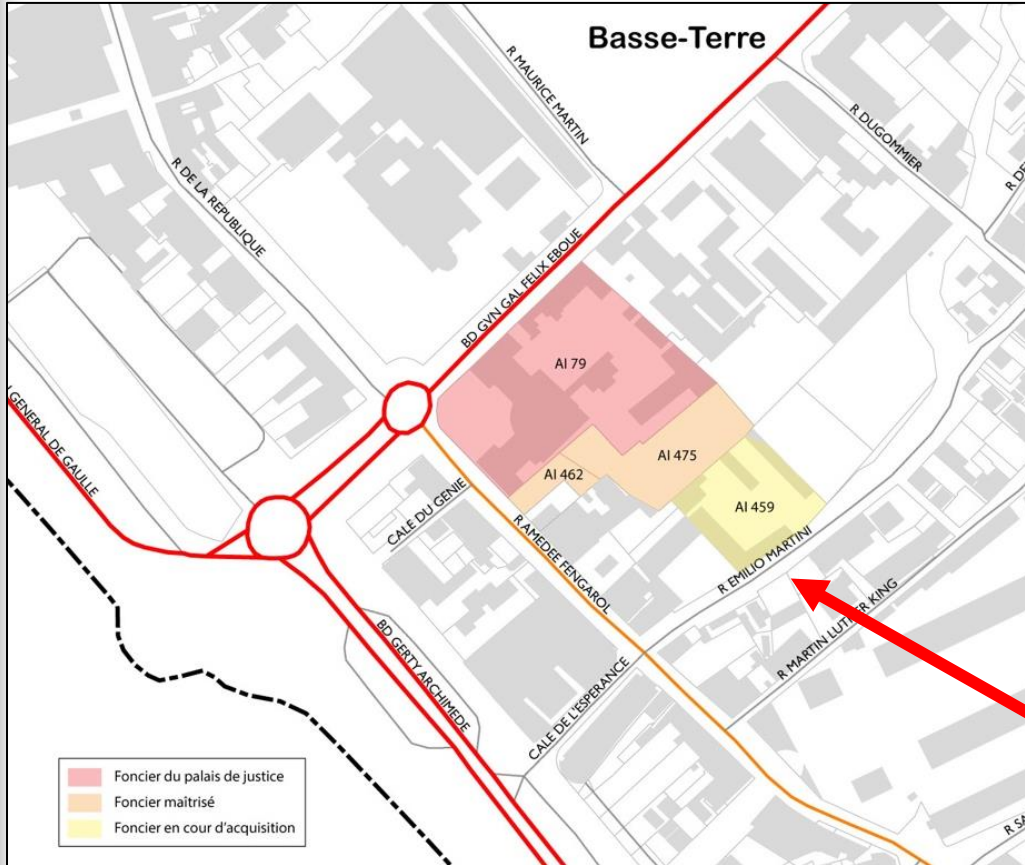 Basse-Terre
R MAURICE MARTIN
R DUGOMMIER
R DE LA REPUBLIQUE
BD GVN GAL FELIX EBOUE
AI 79
GENERAL DE GAULLE
AI 475
AI 462
CALE DU GENIE
AI 459
R AMEDEE FENGAROL
R EMILIO MARTINI
R MARTIN LUTHER KING
BD GERTY ARCHIMEDE
CALE DE L'ESPERANCE
Foncier du palais de justice
Foncier maîtrisé
Foncier en cour d'acquisition